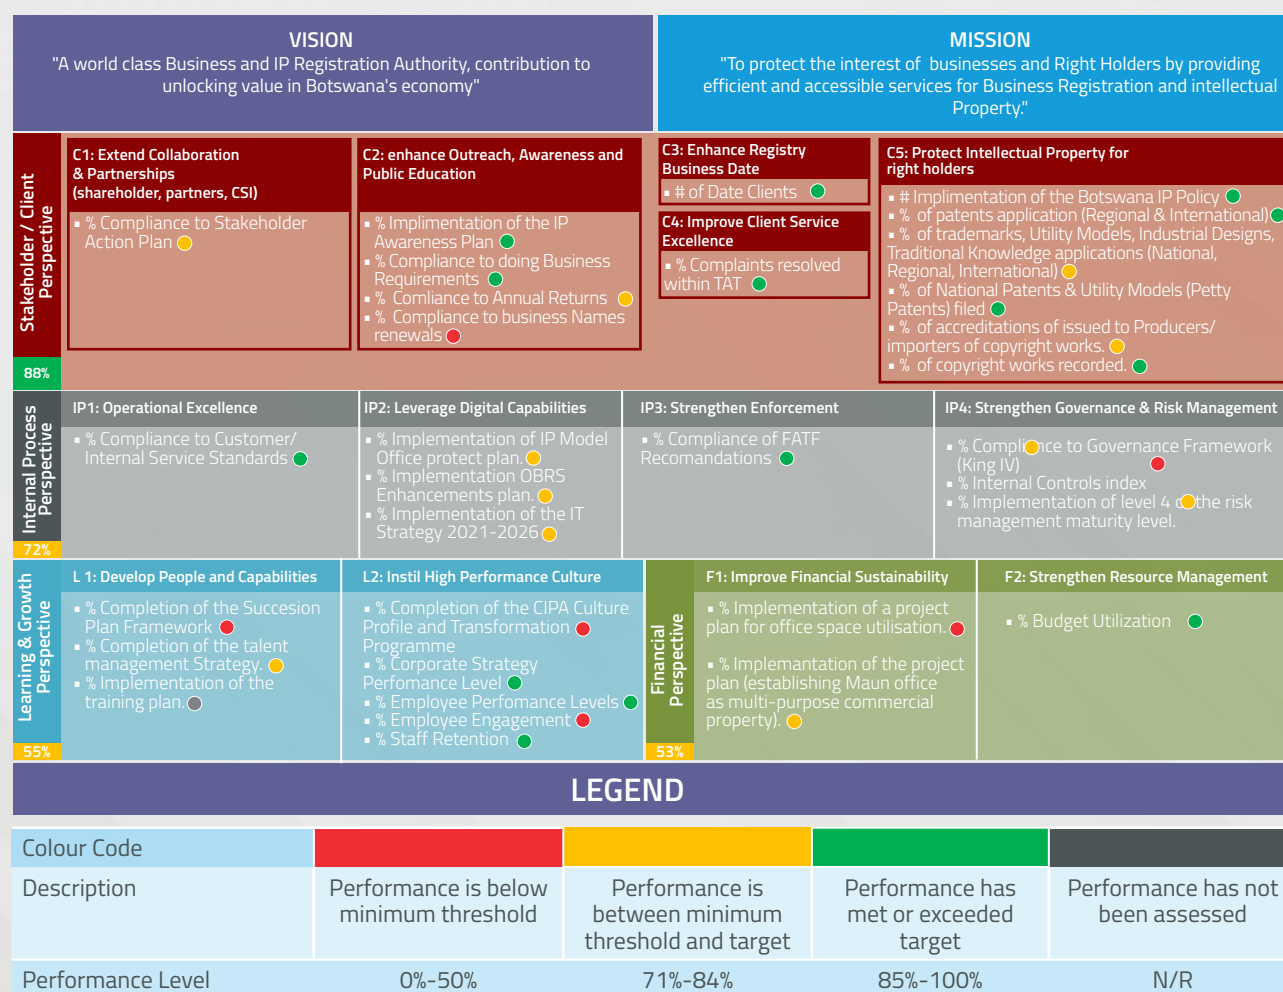 VISION
"A world class Business and IP Registration Authority, contribution to
unlocking value in Botswana's economy"
MISSION
"To protect the interest of businesses and Right Holders by providing
efficient and accessible services for Business Registration and intellectual
Property."
Stakeholder / Client
Perspective
88%
C1: Extend Collaboration
& Partnerships
(shareholder, partners, CSI)
▪ % Compliance to Stakeholder
Action Plan
C2: enhance Outreach, Awareness and
Public Education
▪ % Implimentation of the IP
Awareness Plan
▪ % Compliance to doing Business
Requirements
▪ % Comliance to Annual Returns
▪ % Compliance to business Names
renewals
C3: Enhance Registry
Business Date
▪ # of Date Clients
C4: Improve Client Service
Excellence
▪ % Complaints resolved
within TAT
C5: Protect Intellectual Property for
right holders
▪ # Implimentation of the Botswana IP Policy
▪ % of patents application (Regional & International)
▪ % of trademarks, Utility Models, Industrial Designs,
Traditional Knowledge applications (National,
Regional, International)
▪ % of National Patents & Utility Models (Petty
Patents) filed
▪ % of accreditations of issued to Producers/
importers of copyright works.
▪ % of copyright works recorded.
Internal Process
Perspective
72%
IP1: Operational Excellence
▪ % Compliance to Customer/
Internal Service Standards
IP2: Leverage Digital Capabilities
▪ % Implementation of IP Model
Office protect plan.
▪ % Implementation OBRS
Enhancements plan.
▪ % Implementation of the IT
Strategy 2021-2026
IP3: Strengthen Enforcement
▪ % Compliance of FATF
Recomandations
IP4: Strengthen Governance & Risk Management
▪ % Compliance to Governance Framework
(King IV)
▪ % Internal Controls index
▪ % Implementation of level 4 of the risk
management maturity level.
Learning & Growth
Perspective
55%
L 1: Develop People and Capabilities
▪ % Completion of the Succesion
Plan Framework
▪ % Completion of the talent
management Strategy.
▪ % Implementation of the
training plan.
L2: Instil High Performance Culture
▪ % Completion of the CIPA Culture
Profile and Transformation
Programme
▪ % Corporate Strategy
Perfomance Level
▪ % Employee Perfomance Levels
▪ % Employee Engagement
▪ % Staff Retention
Financial
Perspective
53%
F1: Improve Financial Sustainability
▪ % Implementation of a project
plan for office space utilisation.
▪ % Implemantation of the project
plan (establishing Maun office
as multi-purpose commercial
property).
F2: Strengthen Resource Management
▪ % Budget Utilization
LEGEND
Colour Code
Description
Performance is below
minimum threshold
Performance is
between minimum
threshold and target
Performance has
met or exceeded
target
Performance has not
been assessed
Performance Level
0%-50%
71%-84%
85%-100%
N/R